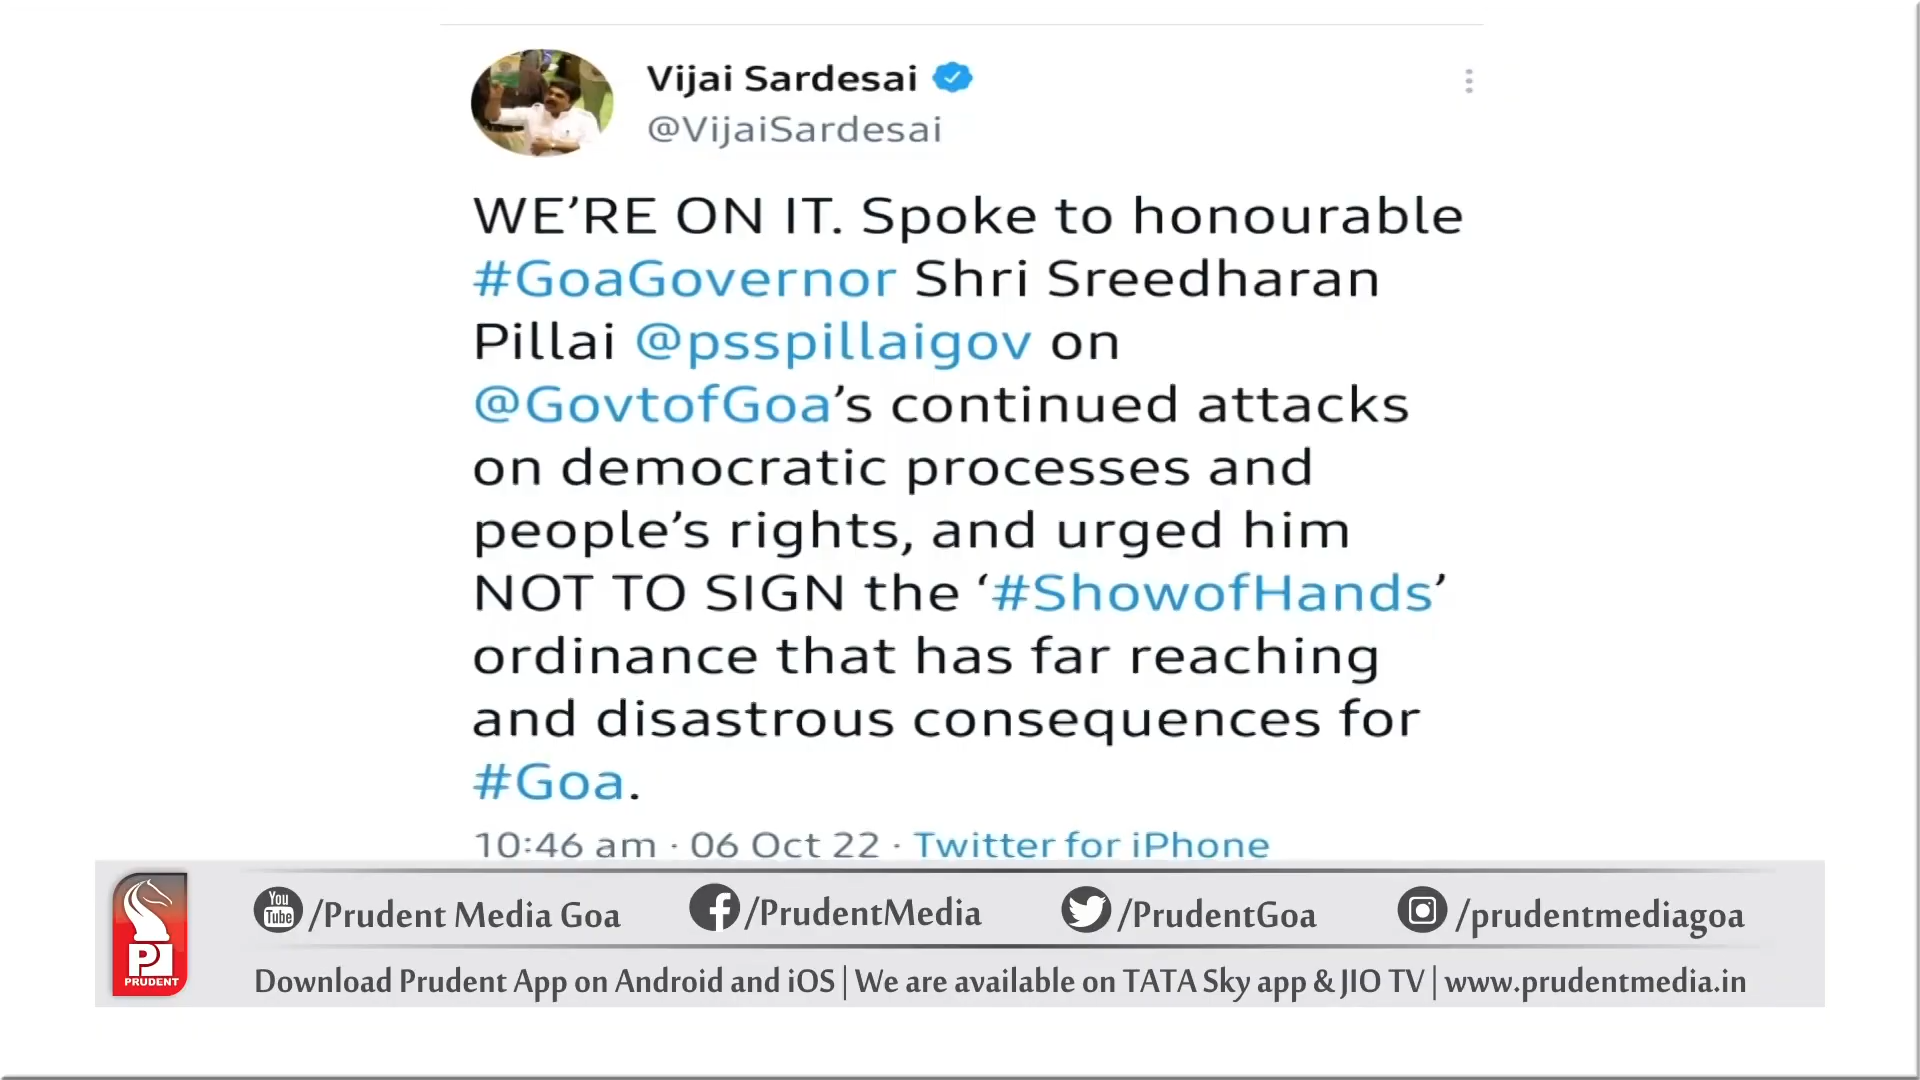 Vijai Sardesai
@VijaiSardesai
WE’RE ON IT. Spoke to honourable
#GoaGovernor Shri Sreedharan
Pillai @psspillaigov on
@GovtofGoa’s continued attacks
on democratic processes and
people’s rights, and urged him
NOT TO SIGN the ‘#ShowofHands’
ordinance that has far reaching
and disastrous consequences for
#Goa.
10:46 am · 06 Oct 22 · Twitter for iPhone
You
Tube
/Prudent Media Goa
/PrudentMedia
/PrudentGoa
/prudentmediagoa
PRUDENT
Download Prudent App on Android and iOS | We are available on TATA Sky app & JIO TV | www.prudentmedia.in